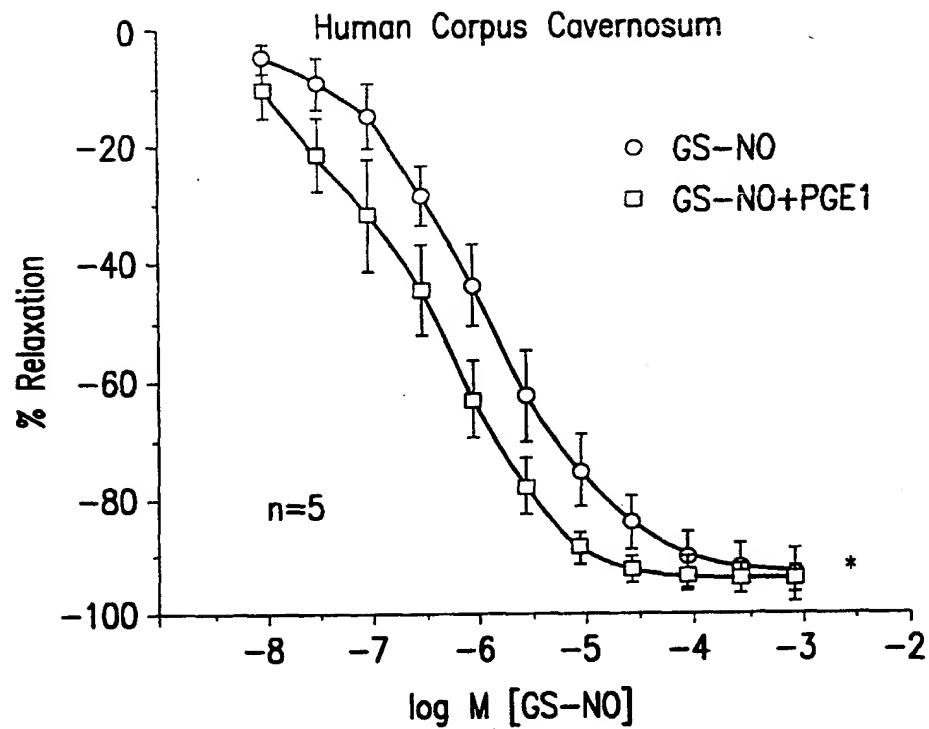 Human Corpus Cavernosum
0
−20
−40
−60
−80
−100
% Relaxation
GS−NO
GS−NO+PGE1
n=5
*
−8 −7 −6 −5 −4 −3 −2
log M [GS−NO]